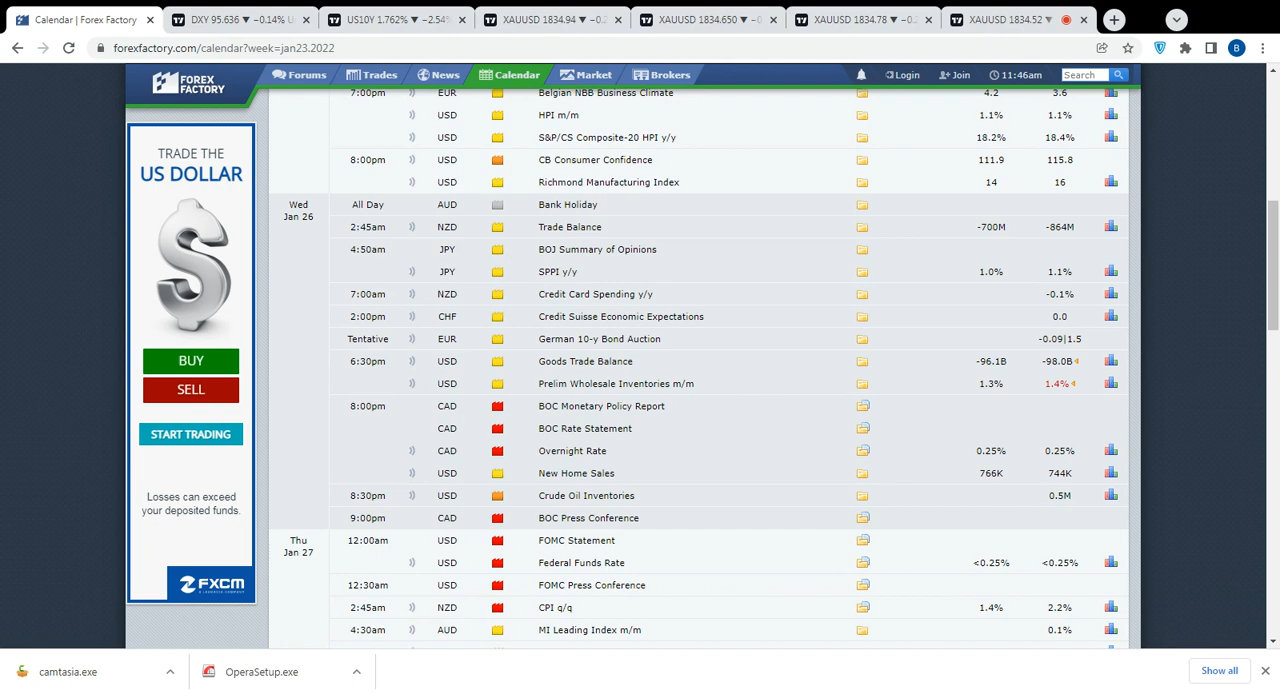 Calendar | Forex Factory
DXY 95.636 ▼ −0.14%
US10Y 1.762% ▼ −2.54%
XAUUSD 1834.94 ▼
XAUUSD 1834.650 ▼
XAUUSD 1834.78 ▼
XAUUSD 1834.52 ▼
forexfactory.com/calendar?week=jan23.2022
B
FOREX
FACTORY
Forums
Trades
News
Calendar
Market
Brokers
Login
Join
11:46am
Search
TRADE THE
US DOLLAR
$
BUY
SELL
START TRADING
Losses can exceed
your deposited funds.
FXCM
7:00pm EUR Belgian NBB Business Climate 4.2 3.6
USD HPI m/m 1.1% 1.1%
USD S&P/CS Composite-20 HPI y/y 18.2% 18.4%
8:00pm USD CB Consumer Confidence 111.9 115.8
USD Richmond Manufacturing Index 14 16
Wed
Jan 26
All Day AUD Bank Holiday
2:45am NZD Trade Balance -700M -864M
4:50am JPY BOJ Summary of Opinions
JPY SPPI y/y 1.0% 1.1%
7:00am NZD Credit Card Spending y/y -0.1%
2:00pm CHF Credit Suisse Economic Expectations 0.0
Tentative EUR German 10-y Bond Auction -0.09|1.5
6:30pm USD Goods Trade Balance -96.1B -98.0B
USD Prelim Wholesale Inventories m/m 1.3% 1.4%
8:00pm CAD BOC Monetary Policy Report
CAD BOC Rate Statement
CAD Overnight Rate 0.25% 0.25%
USD New Home Sales 766K 744K
8:30pm USD Crude Oil Inventories 0.5M
9:00pm CAD BOC Press Conference
Thu
Jan 27
12:00am USD FOMC Statement
USD Federal Funds Rate <0.25% <0.25%
12:30am USD FOMC Press Conference
2:45am NZD CPI q/q 1.4% 2.2%
4:30am AUD MI Leading Index m/m 0.1%
camtasia.exe
OperaSetup.exe
Show all